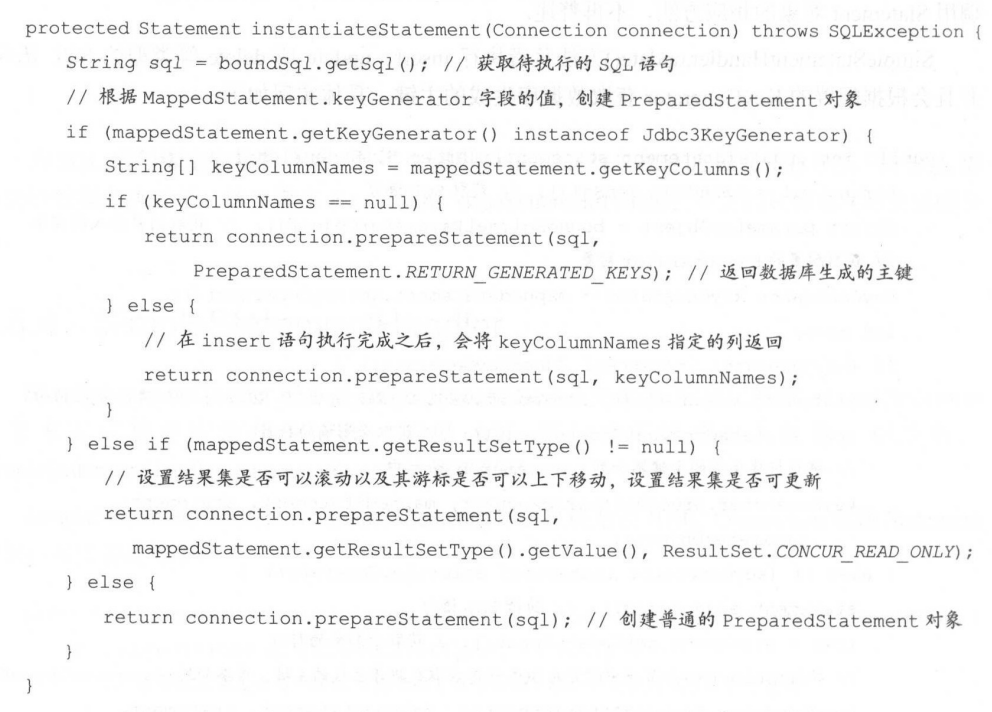 protected Statement instantiateStatement(Connection connection) throws SQLException {
String sql = boundSql.getSql(); // 获取待执行的 SQL 语句
// 根据 MappedStatement.keyGenerator 字段的值, 创建 PreparedStatement 对象
if (mappedStatement.getKeyGenerator() instanceof Jdbc3KeyGenerator) {
String[] keyColumnNames = mappedStatement.getKeyColumns();
if (keyColumnNames == null) {
return connection.prepareStatement(sql,
PreparedStatement.RETURN_GENERATED_KEYS); // 返回数据库生成的主键
} else {
// 在 insert 语句执行完成之后, 会将 keyColumnNames 指定的列返回
return connection.prepareStatement(sql, keyColumnNames);
}
} else if (mappedStatement.getResultSetType() != null) {
// 设置结果集是否可以滚动以及其游标是否可以上下移动, 设置结果集是否可更新
return connection.prepareStatement(sql,
mappedStatement.getResultSetType().getValue(), ResultSet.CONCUR_READ_ONLY);
} else {
return connection.prepareStatement(sql); // 创建普通的 PreparedStatement 对象
}
}